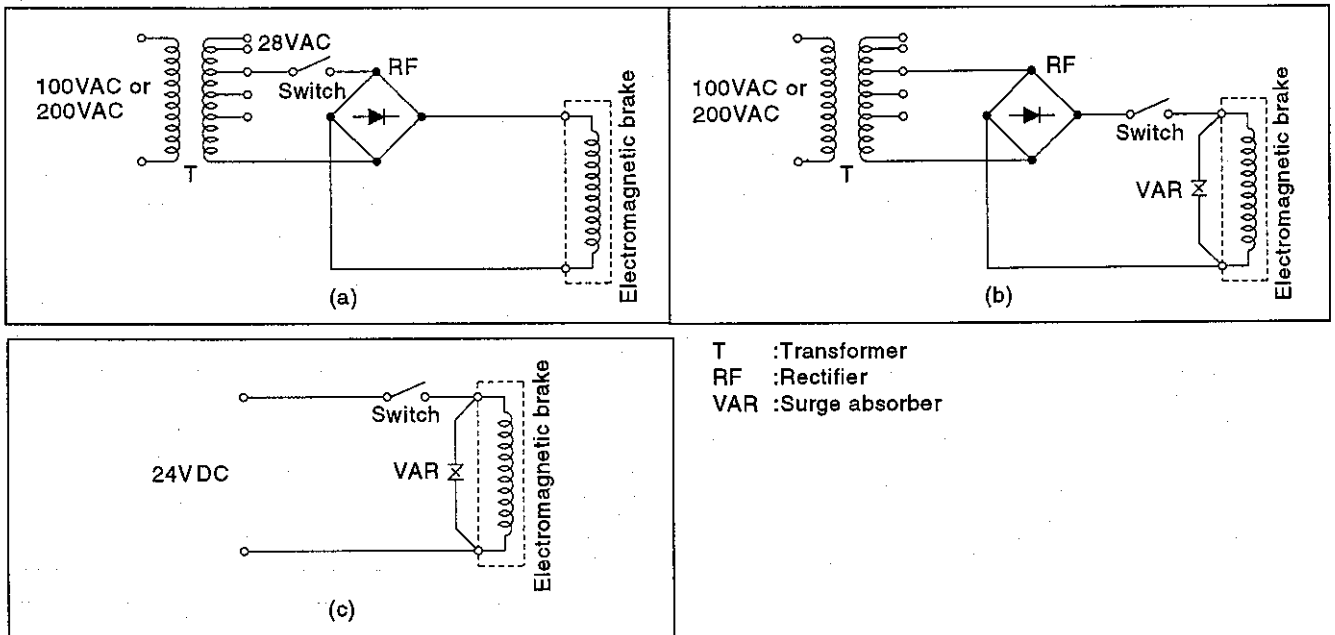 28VAC
RF
100VAC or
200VAC
Switch
T
Electromagnetic brake
(a)
RF
100VAC or
200VAC
Switch
T
VAR
Electromagnetic brake
(b)
Switch
24VDC
VAR
Electromagnetic brake
(c)
T :Transformer
RF :Rectifier
VAR :Surge absorber